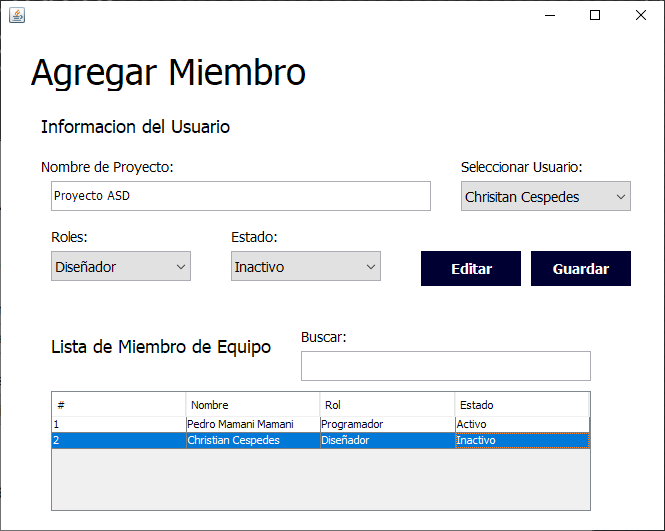 Agregar Miembro
Informacion del Usuario
Nombre de Proyecto: Seleccionar Usuario:
Proyecto ASD Chrisitan Cespedes
Roles: Estado:
Diseñador Inactivo Editar Guardar
Buscar:
Lista de Miembro de Equipo
# Nombre Rol Estado
1 Pedro Mamani Mamani Programador Activo
2 Christian Cespedes Diseñador Inactivo